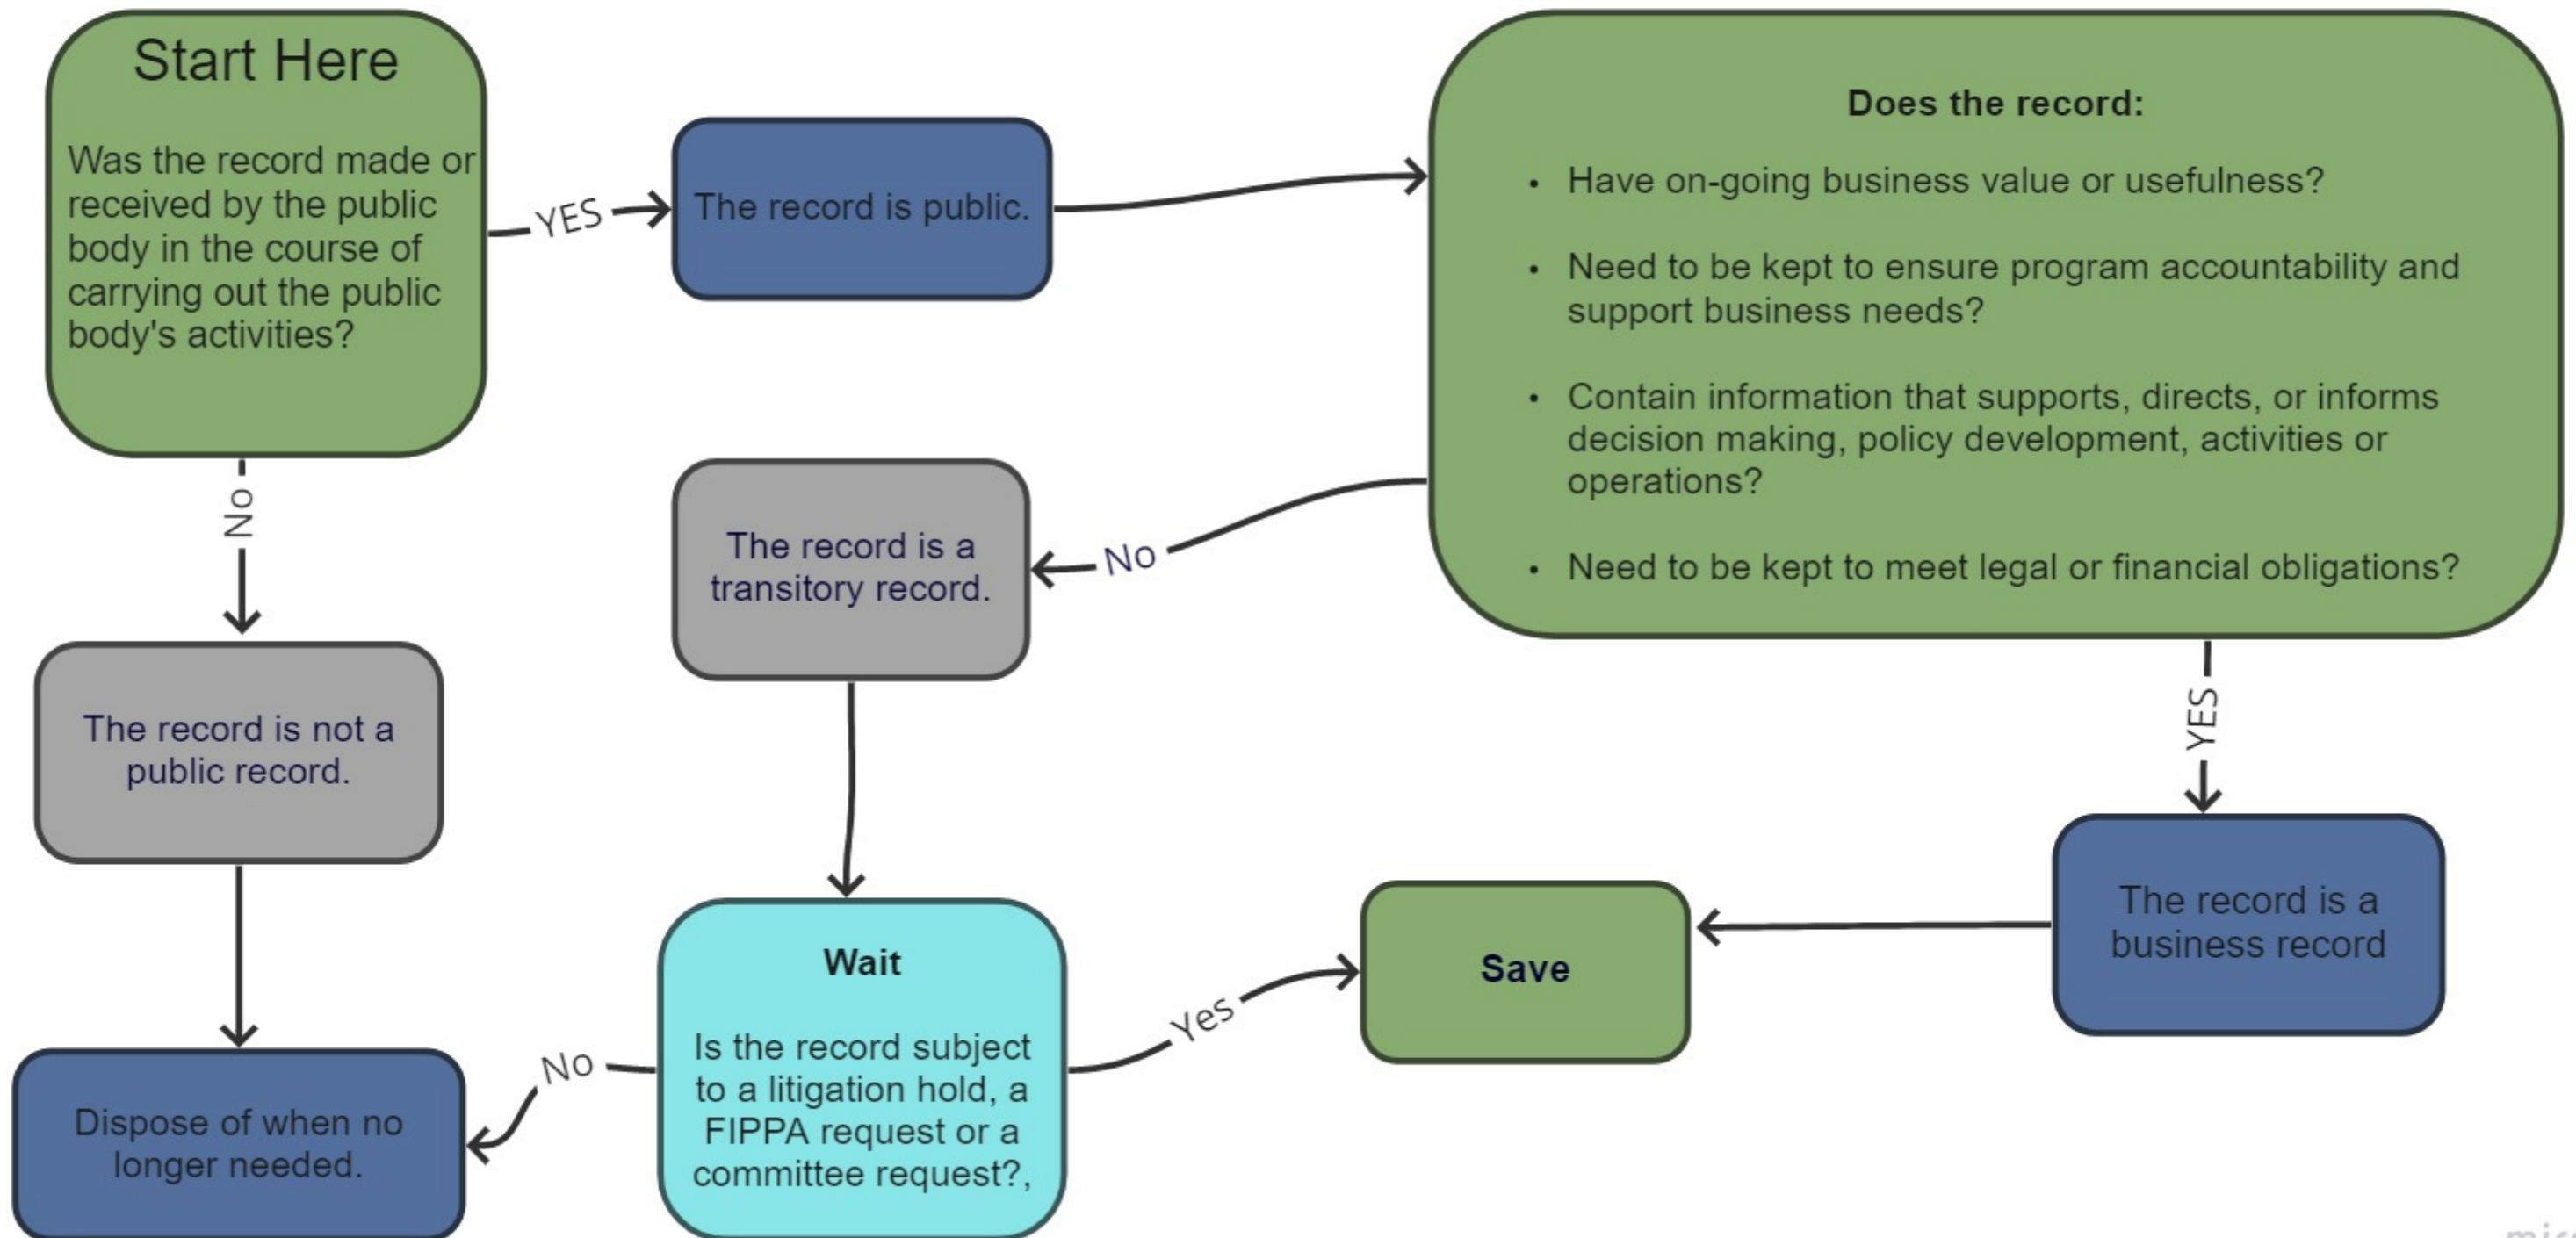 Start Here
Was the record made or
received by the public
body in the course of
carrying out the public
body's activities?
YES
The record is public.
Does the record:
• Have on-going business value or usefulness?
• Need to be kept to ensure program accountability and
support business needs?
• Contain information that supports, directs, or informs
decision making, policy development, activities or
operations?
• Need to be kept to meet legal or financial obligations?
No
The record is a
transitory record.
No
The record is not a
public record.
YES
The record is a
business record
Save
Wait
Is the record subject
to a litigation hold, a
FIPPA request or a
committee request?,
Yes
No
Dispose of when no
longer needed.